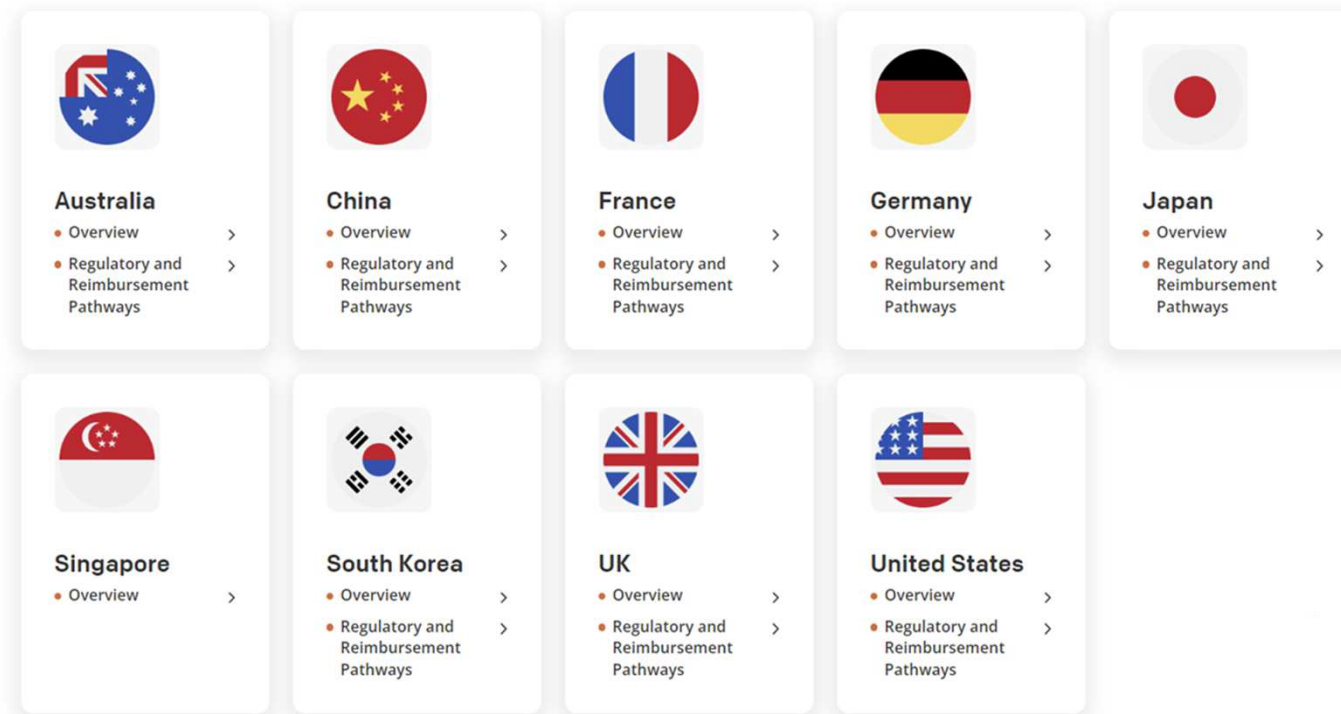 Australia
Overview
Regulatory and
Reimbursement
Pathways
China
Overview
Regulatory and
Reimbursement
Pathways
France
Overview
Regulatory and
Reimbursement
Pathways
Germany
Overview
Regulatory and
Reimbursement
Pathways
Japan
Overview
Regulatory and
Reimbursement
Pathways
Singapore
Overview
South Korea
Overview
Regulatory and
Reimbursement
Pathways
UK
Overview
Regulatory and
Reimbursement
Pathways
United States
Overview
Regulatory and
Reimbursement
Pathways